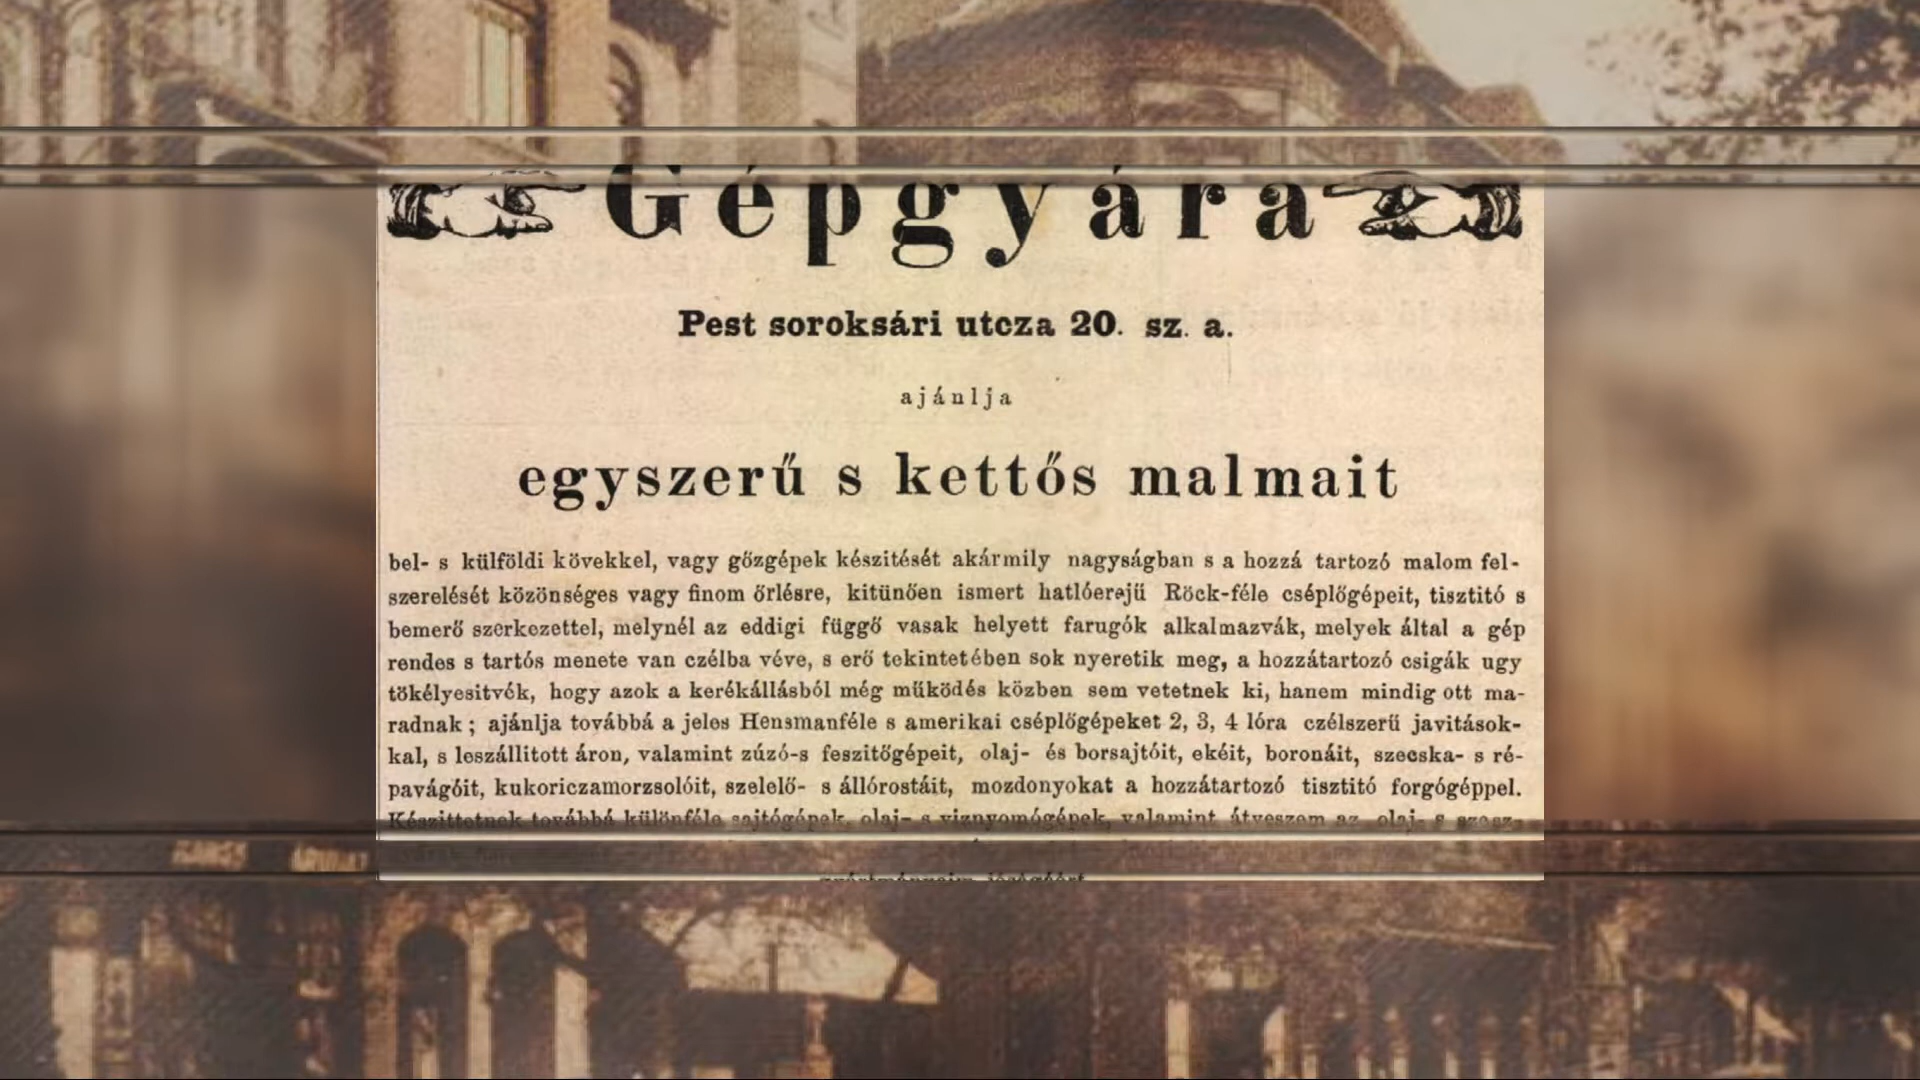 Gépgyára
Pest soroksári utcza 20. sz. a.
ajánlja
egyszerű s kettős malmait
bel- s külföldi kövekkel, vagy gőzgépek készitését akármily nagyságban s a hozzá tartozó malom fel-
szerelését közönséges vagy finom őrlésre, kitünően ismert hatlóerejű Röck-féle cséplőgépeit, tisztitó s
bemerő szerkezettel, melynél az eddigi függő vasak helyett farugók alkalmazvák, melyek által a gép
rendes s tartós menete van czélba véve, s erő tekintetében sok nyeretik meg, a hozzátartozó csigák ugy
tökélyesitvék, hogy azok a kerékállásból még működés közben sem vetetnek ki, hanem mindig ott ma-
radnak; ajánlja továbbá a jeles Hensmanféle s amerikai cséplőgépeket 2, 3, 4 lóra czélszerű javitások-
kal, s leszállitott áron, valamint zúzó-s feszitőgépeit, olaj- és borsajtóit, ekéit, boronáit, szecska- s ré-
pavágóit, kukoriczamorzsolóit, szelelő- s állórostáit, mozdonyokat a hozzátartozó tisztitó forgógéppel.
Készittetnek továbbá különféle sajtógépek, olaj- s viznyomógépek, valamint átveszem az olaj- s szesz-
gyártmányaim jóságáért